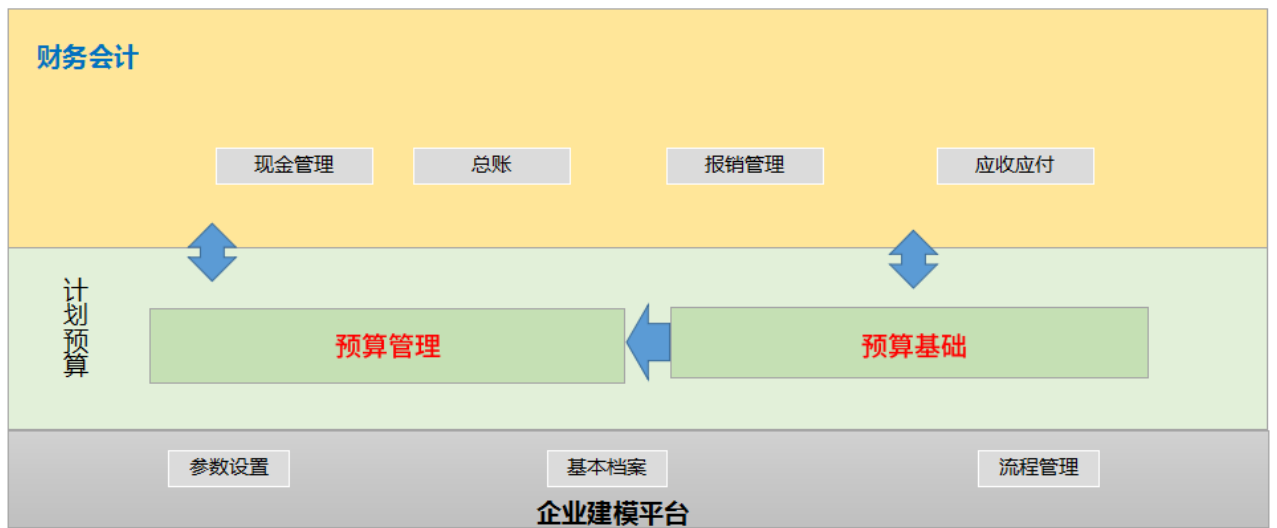 财务会计
现金管理
总账
报销管理
应收应付
计划预算
预算管理
预算基础
参数设置
基本档案
流程管理
企业建模平台